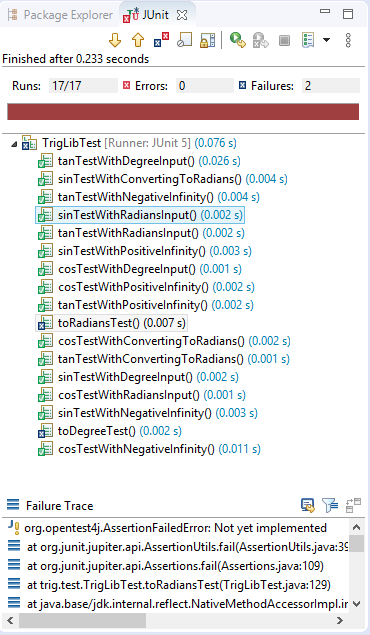 Package Explorer JUnit
Finished after 0.233 seconds
Runs: 17/17 Errors: 0 Failures: 2
TrigLibTest [Runner: JUnit 5] (0.076 s)
tanTestWithDegreeInput() (0.026 s)
sinTestWithConvertingToRadians() (0.004 s)
tanTestWithNegativeInfinity() (0.004 s)
sinTestWithRadiansInput() (0.002 s)
tanTestWithRadiansInput() (0.002 s)
sinTestWithPositiveInfinity() (0.003 s)
cosTestWithDegreeInput() (0.001 s)
cosTestWithPositiveInfinity() (0.002 s)
tanTestWithPositiveInfinity() (0.002 s)
toRadiansTest() (0.007 s)
cosTestWithConvertingToRadians() (0.002 s)
tanTestWithConvertingToRadians() (0.001 s)
sinTestWithDegreeInput() (0.002 s)
cosTestWithRadiansInput() (0.001 s)
sinTestWithNegativeInfinity() (0.003 s)
toDegreeTest() (0.002 s)
cosTestWithNegativeInfinity() (0.011 s)
Failure Trace
org.opentest4j.AssertionFailedError: Not yet implemented
at org.junit.jupiter.api.AssertionUtils.fail(AssertionUtils.java:39
at org.junit.jupiter.api.Assertions.fail(Assertions.java:109)
at trig.test.TrigLibTest.toRadiansTest(TrigLibTest.java:129)
at java.base/jdk.internal.reflect.NativeMethodAccessorImpl.in